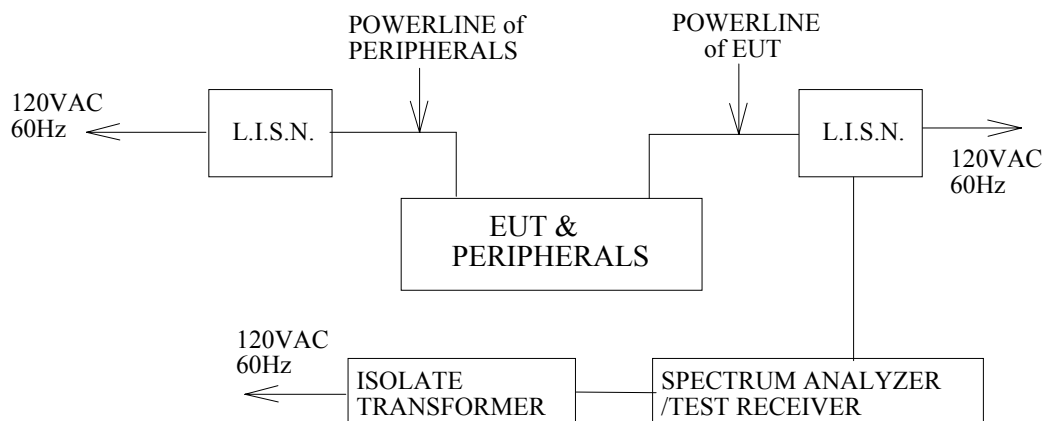 POWERLINE of
PERIPHERALS
POWERLINE
of EUT
120VAC
60Hz
L.I.S.N.
L.I.S.N.
120VAC
60Hz
EUT &
PERIPHERALS
120VAC
60Hz
ISOLATE
TRANSFORMER
SPECTRUM ANALYZER
/TEST RECEIVER